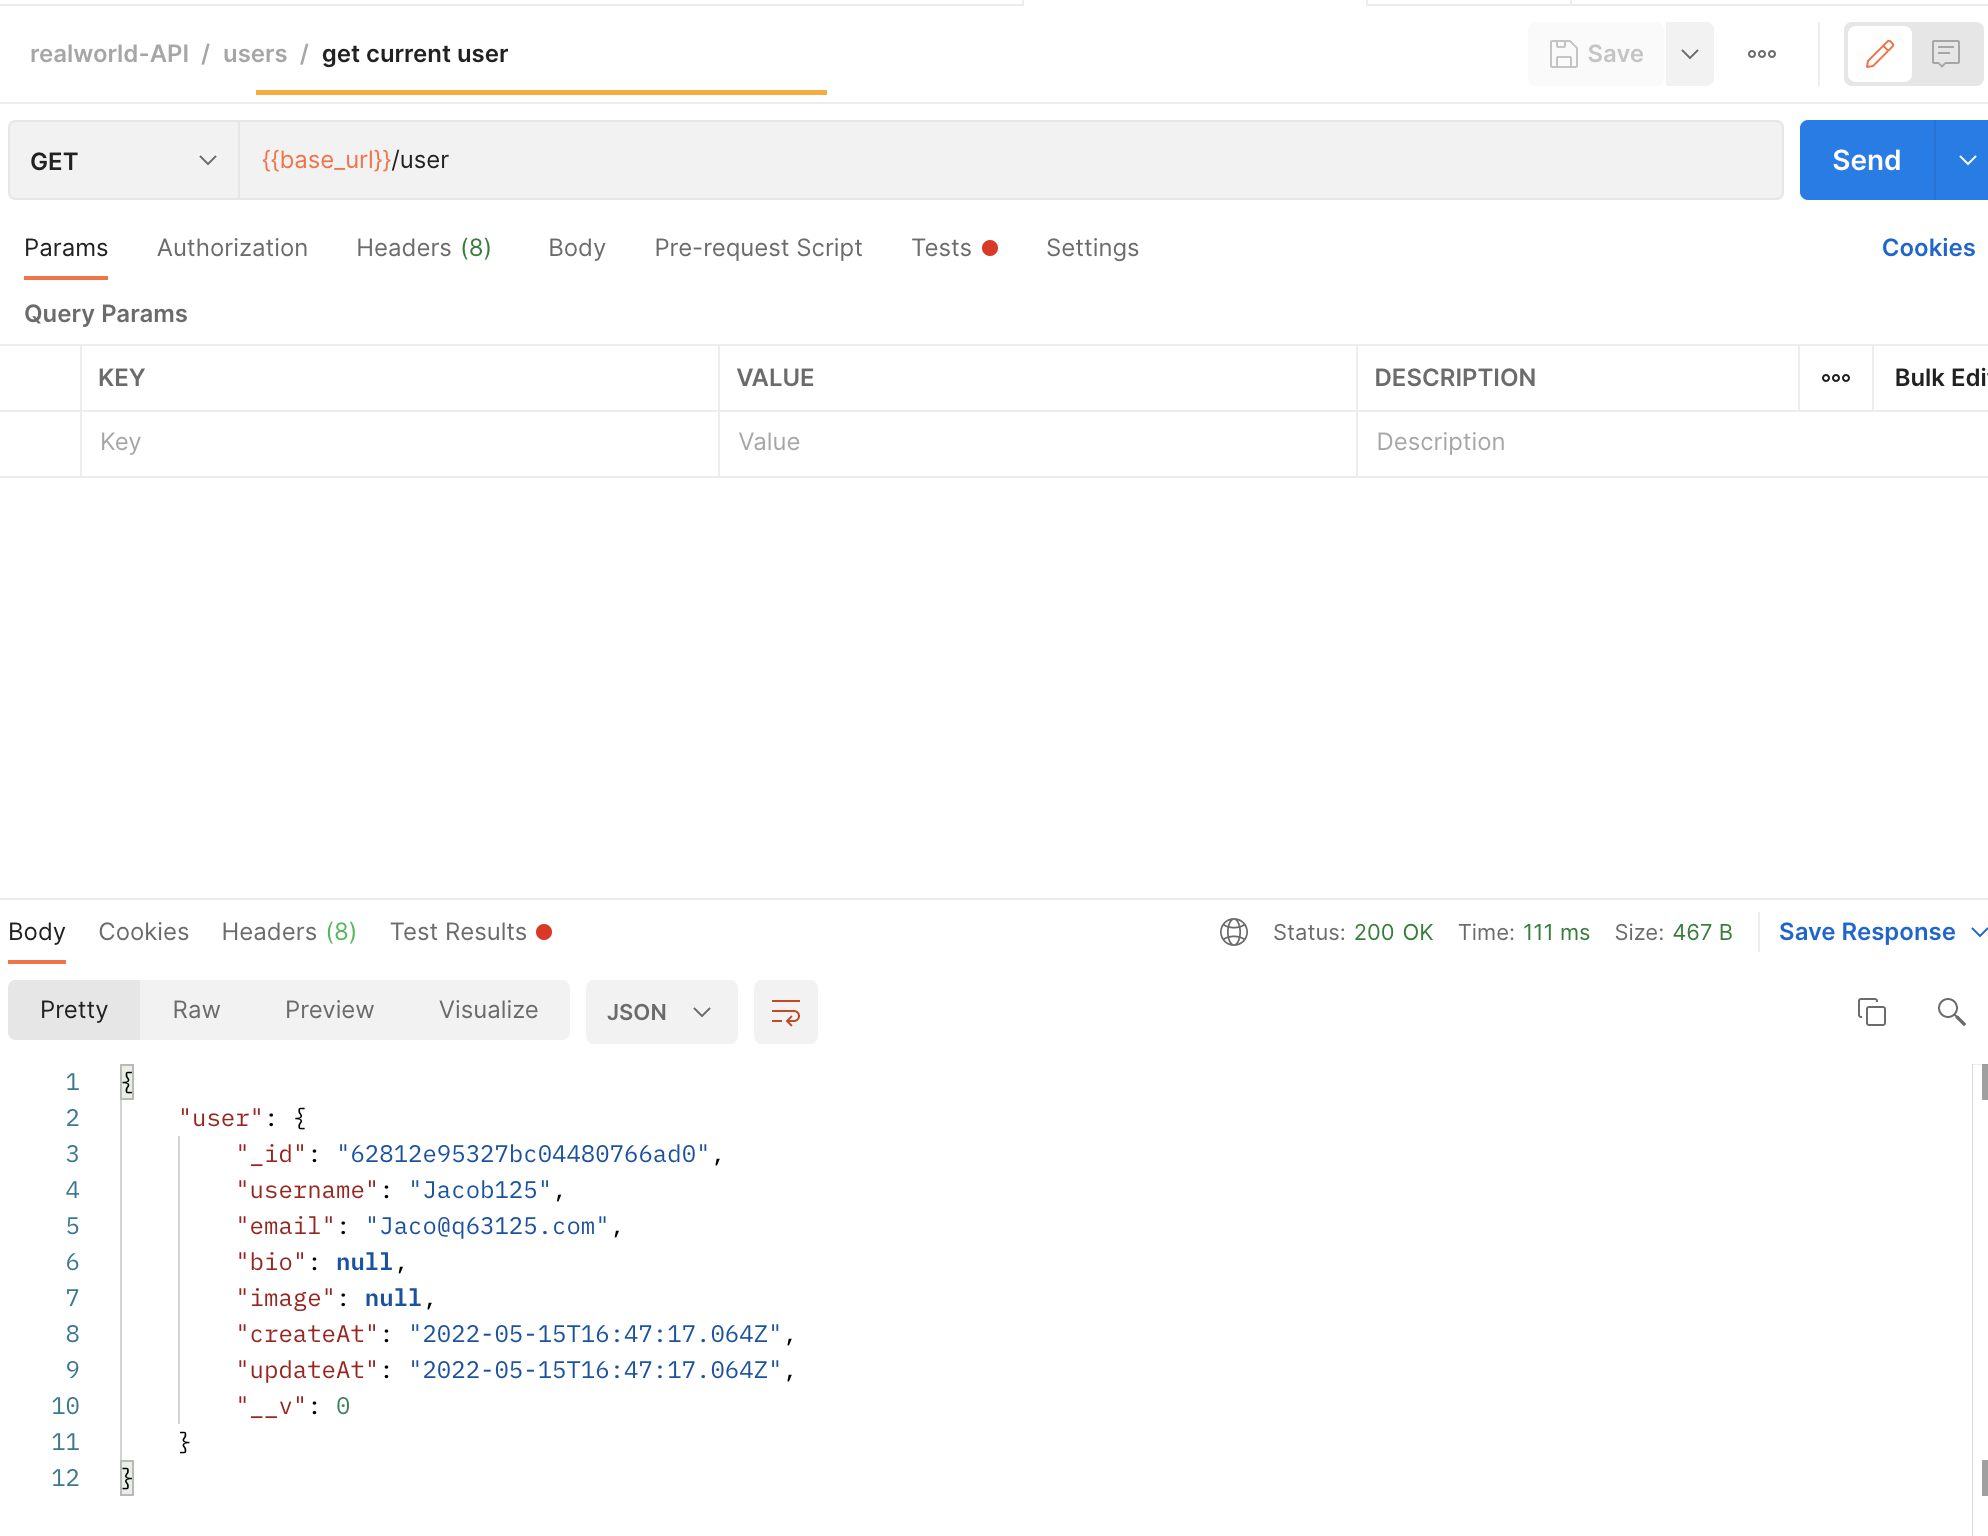 realworld-API / users / get current user
Save
GET
{{base_url}}/user
Send
Params
Authorization
Headers (8)
Body
Pre-request Script
Tests
Settings
Cookies
Query Params
KEY
VALUE
DESCRIPTION
Bulk Edi
Key
Value
Description
Body
Cookies
Headers (8)
Test Results
Status: 200 OK
Time: 111 ms
Size: 467 B
Save Response
Pretty
Raw
Preview
Visualize
JSON
1 {
2 "user": {
3 "_id": "62812e95327bc04480766ad0",
4 "username": "Jacob125",
5 "email": "Jaco@q63125.com",
6 "bio": null,
7 "image": null,
8 "createAt": "2022-05-15T16:47:17.064Z",
9 "updateAt": "2022-05-15T16:47:17.064Z",
10 "__v": 0
11 }
12 }